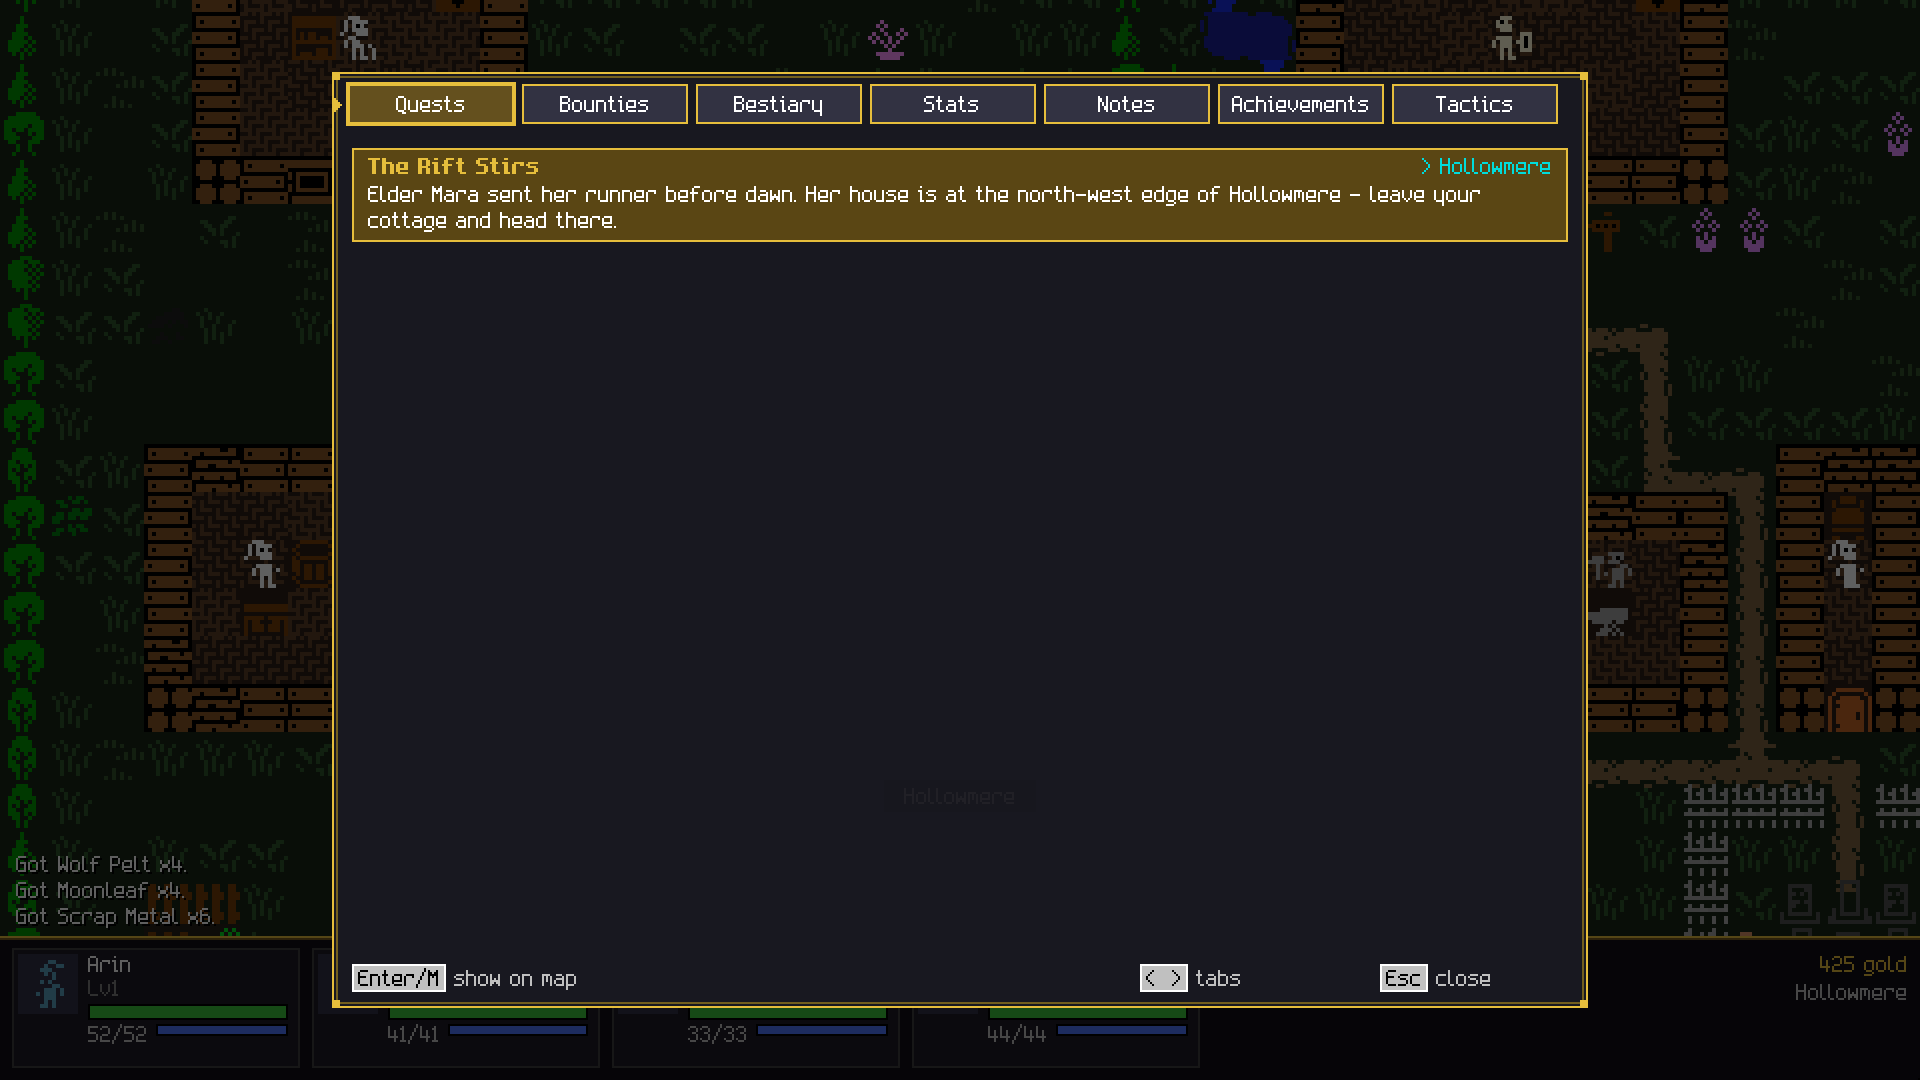 Quests
Bounties
Bestiary
Stats
Notes
Achievements
Tactics
The Rift Stirs
> Hollowmere
Elder Mara sent her runner before dawn. Her house is at the north-west edge of Hollowmere - leave your
cottage and head there.
Hollowmere
Got Wolf Pelt x4.
Got Moonleaf x4.
Got Scrap Metal x6.
Enter/M show on map
< > tabs
Esc close
Arin
Lv1
52/52
41/41
33/33
44/44
425 gold
Hollowmere